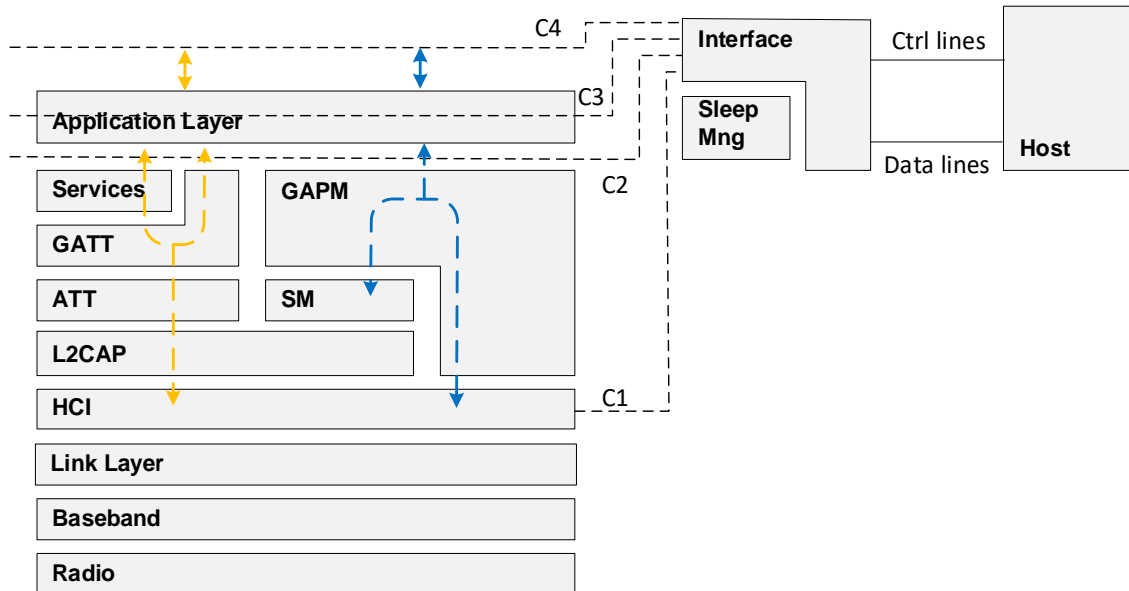 C4
Interface
Ctrl lines
C3
Application Layer
Sleep
Mng
Host
Data lines
Services
GAPM
C2
GATT
ATT
SM
L2CAP
HCI
C1
Link Layer
Baseband
Radio